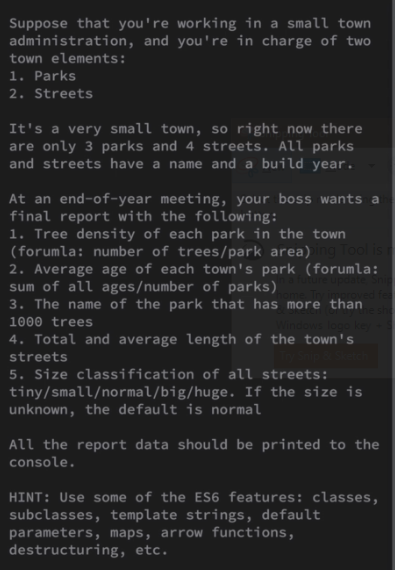 Suppose that you're working in a small town
administration, and you're in charge of two
town elements:
1. Parks
2. Streets
It's a very small town, so right now there
are only 3 parks and 4 streets. All parks
and streets have a name and a build year.
At an end-of-year meeting, your boss wants a
final report with the following:
1. Tree density of each park in the town
(forumla: number of trees/park area)
2. Average age of each town's park (forumla:
sum of all ages/number of parks)
3. The name of the park that has more than
1000 trees
4. Total and average length of the town's
streets
5. Size classification of all streets:
tiny/small/normal/big/huge. If the size is
unknown, the default is normal
All the report data should be printed to the
console.
HINT: Use some of the ES6 features: classes,
subclasses, template strings, default
parameters, maps, arrow functions,
destructuring, etc.